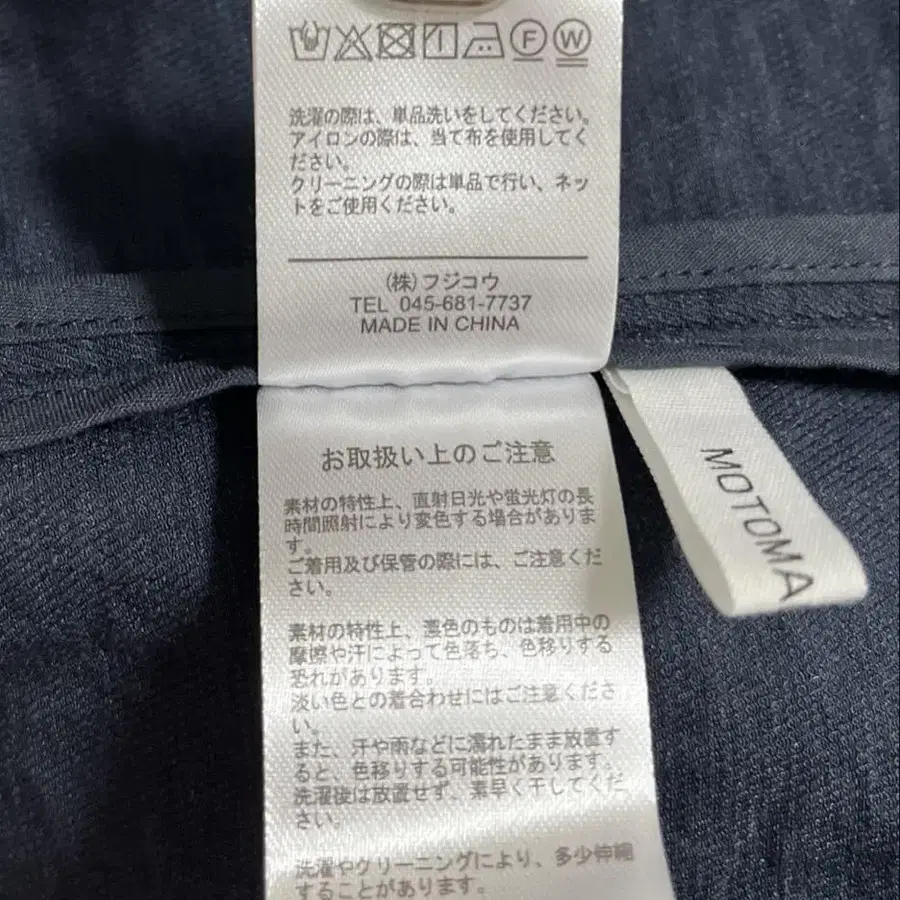 F
W
洗濯の際は、単品洗いをしてください。
アイロンの際は、当て布を使用してく
ださい。
クリーニングの際は単品で行い、ネッ
トをご使用ください。
(株)フジコウ
TEL 045-681-7737
MADE IN CHINA
お取扱い上のご注意
素材の特性上、直射日光や蛍光灯の長
時間照射により変色する場合がありま
す。
ご着用及び保管の際には、ご注意くだ
さい。
素材の特性上、濃色のものは着用中の
摩擦や汗によって色落ち、色移りする
恐れがあります。
淡い色との着合わせにはご注意くださ
い。
また、汗や雨などに濡れたまま放置す
ると、色移りする可能性があります。
洗濯後は放置せず、素早く干してくだ
さい。
洗濯やクリーニングにより、多少伸縮
することがあります。
MOTOMA